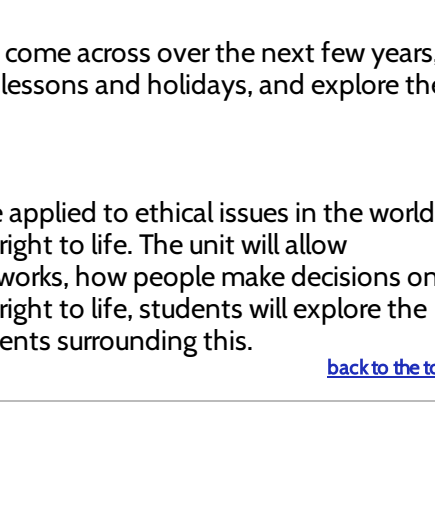 come across over the next few years,
lessons and holidays, and explore the
applied to ethical issues in the world
right to life. The unit will allow
works, how people make decisions on
right to life, students will explore the
ents surrounding this.
back to the to